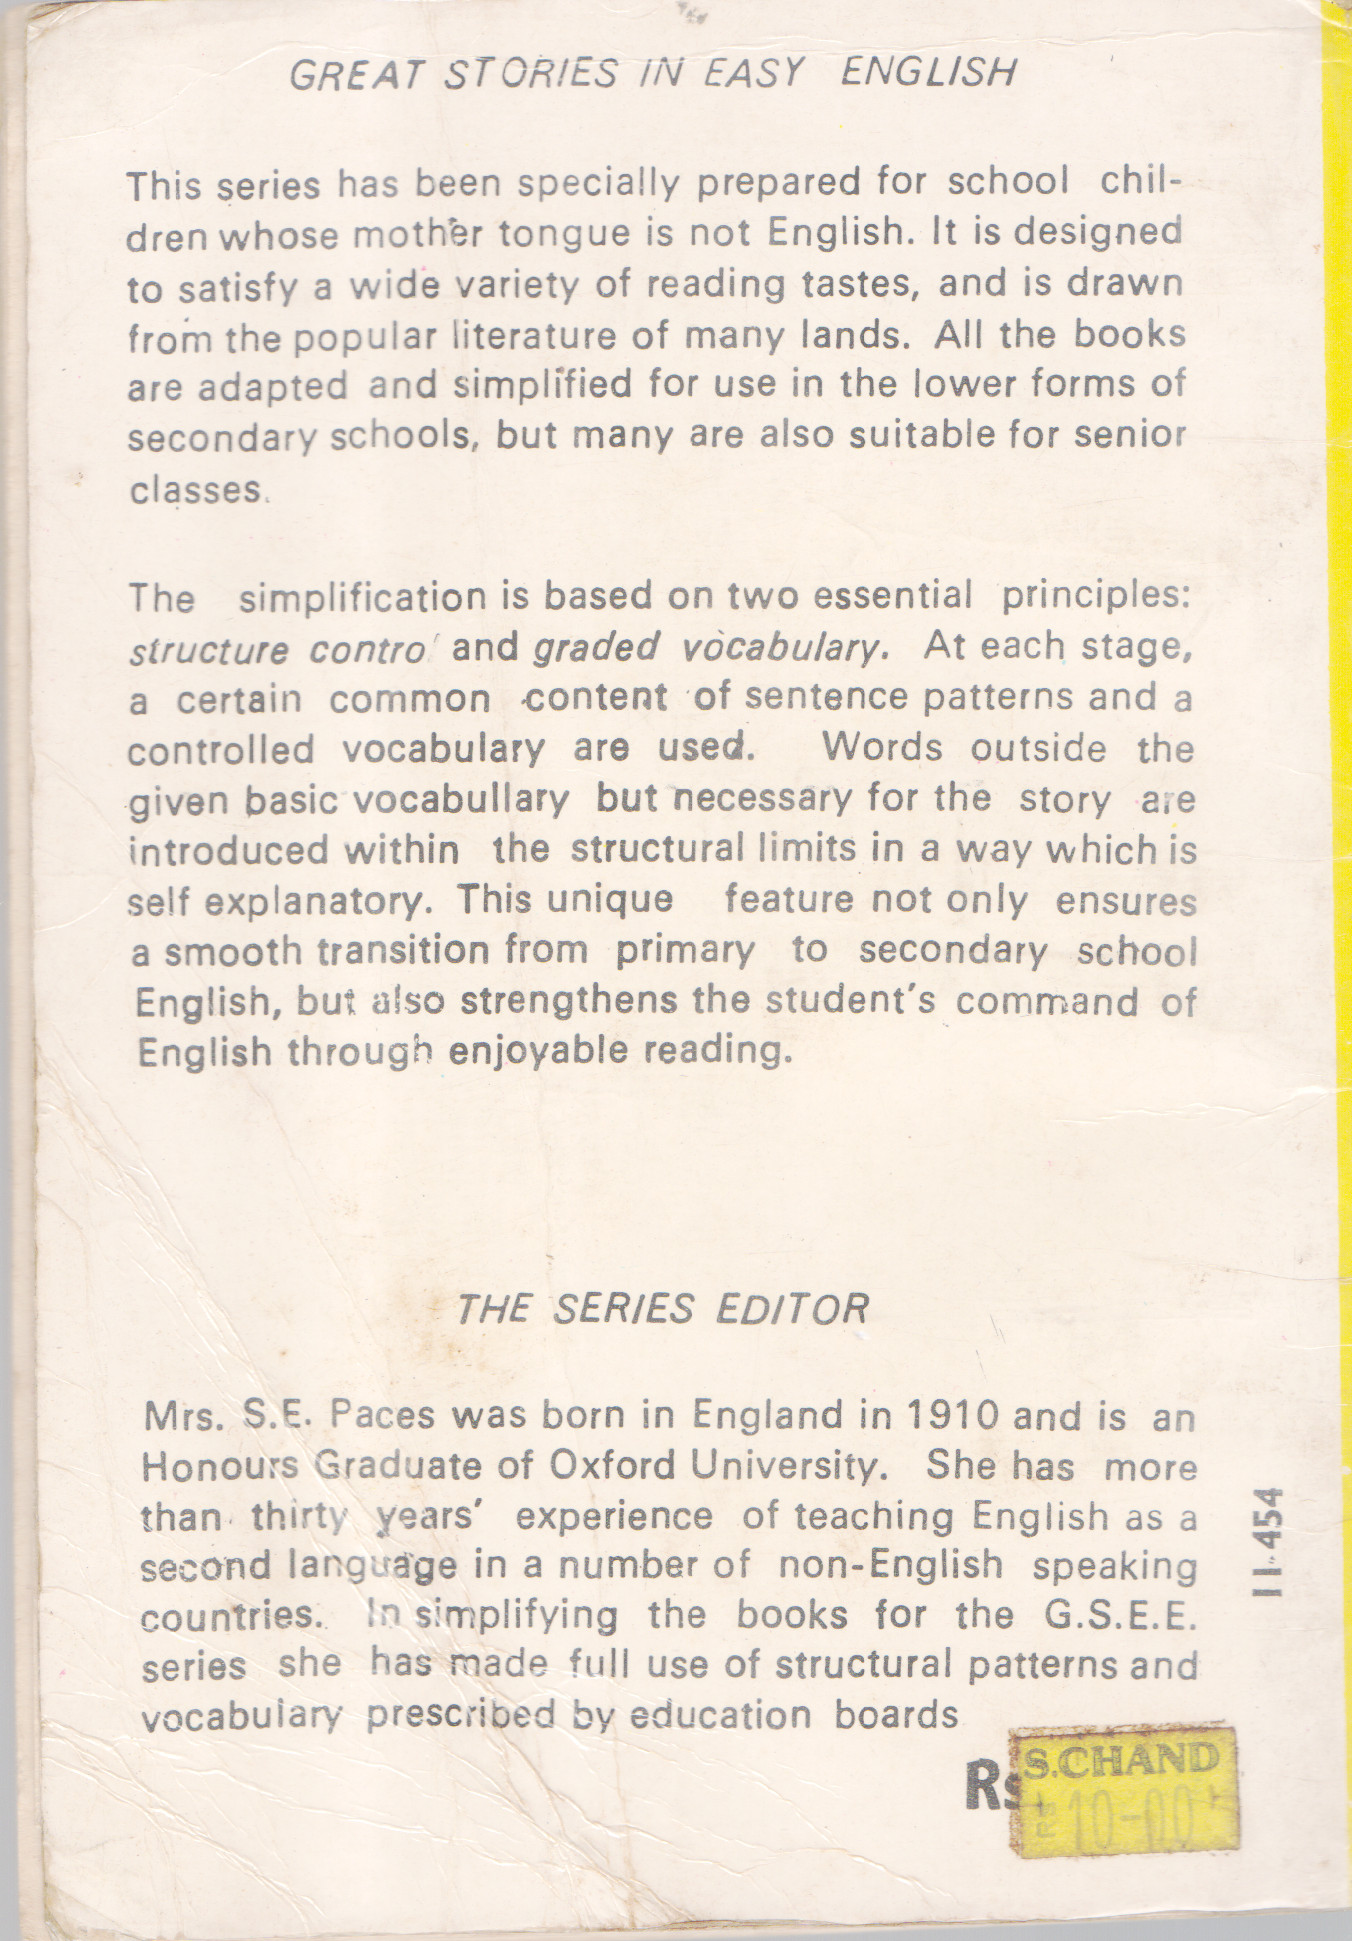 GREAT STORIES IN EASY ENGLISH
This series has been specially prepared for school chil-
dren whose mother tongue is not English. It is designed
to satisfy a wide variety of reading tastes, and is drawn
from the popular literature of many lands. All the books
are adapted and simplified for use in the lower forms of
secondary schools, but many are also suitable for senior
classes.
The simplification is based on two essential principles:
structure contro and graded vocabulary. At each stage,
a certain common content of sentence patterns and a
controlled vocabulary are used. Words outside the
given basic vocabullary but necessary for the story are
introduced within the structural limits in a way which is
self explanatory. This unique feature not only ensures
a smooth transition from primary to secondary school
English, but also strengthens the student's command of
English through enjoyable reading.
THE SERIES EDITOR
Mrs. S.E. Paces was born in England in 1910 and is an
Honours Graduate of Oxford University. She has more
than thirty years' experience of teaching English as a
second language in a number of non-English speaking
countries. In simplifying the books for the G.S.E.E.
series she has made full use of structural patterns and
vocabulary prescribed by education boards
Rs
S.CHAND
Rs 10-00
11-454